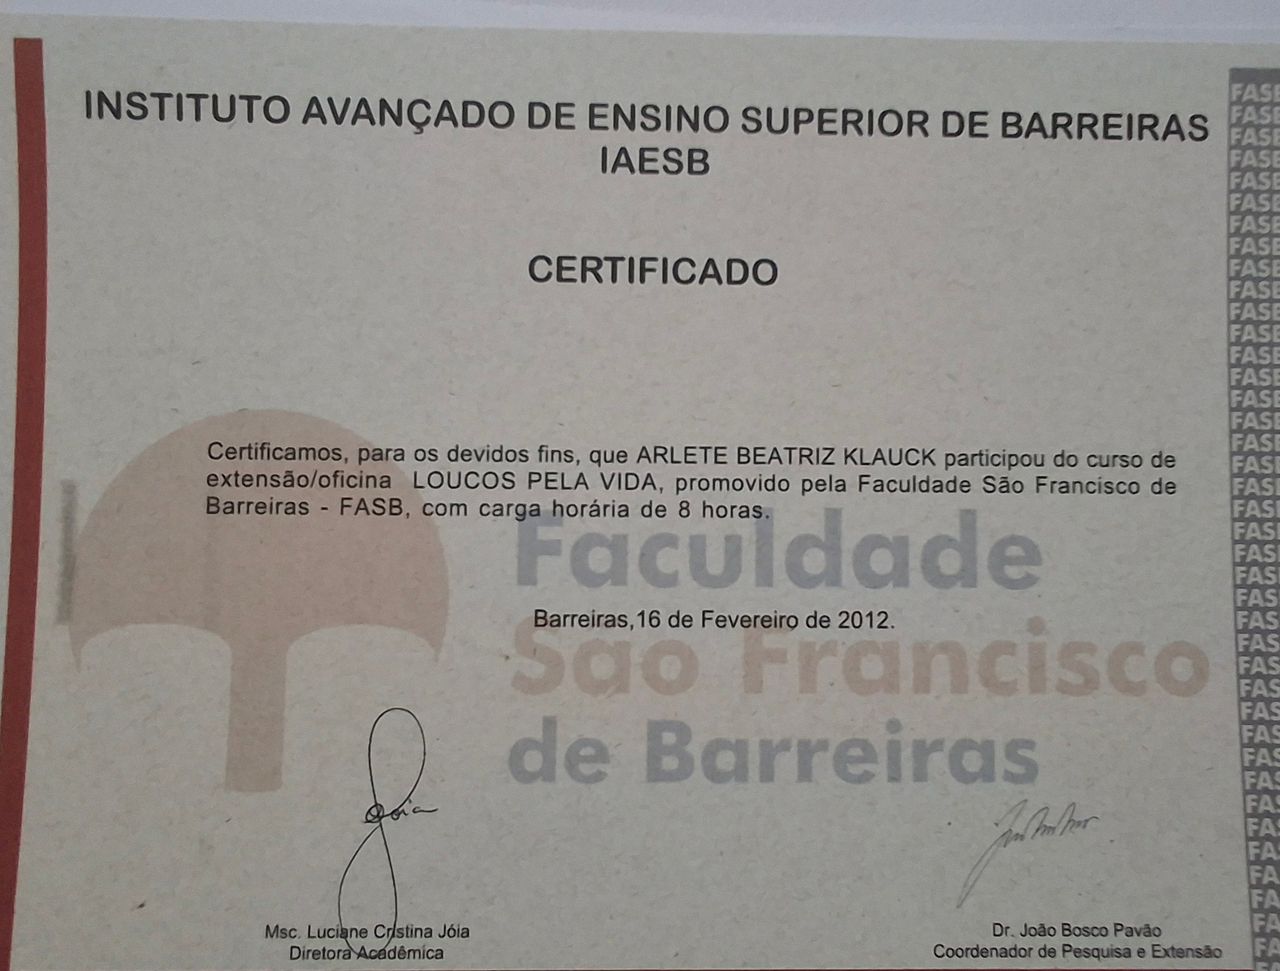 INSTITUTO AVANÇADO DE ENSINO SUPERIOR DE BARREIRAS
IAESB
CERTIFICADO
Certificamos, para os devidos fins, que ARLETE BEATRIZ KLAUCK participou do curso de
extensão/oficina LOUCOS PELA VIDA, promovido pela Faculdade São Francisco de
Barreiras - FASB, com carga horária de 8 horas.
Faculdade
Barreiras,16 de Fevereiro de 2012.
São Francisco
de Barreiras
Jóia
Msc. Luciane Cristina Jóia
Diretora Acadêmica
Dr. João Bosco Pavão
Coordenador de Pesquisa e Extensão